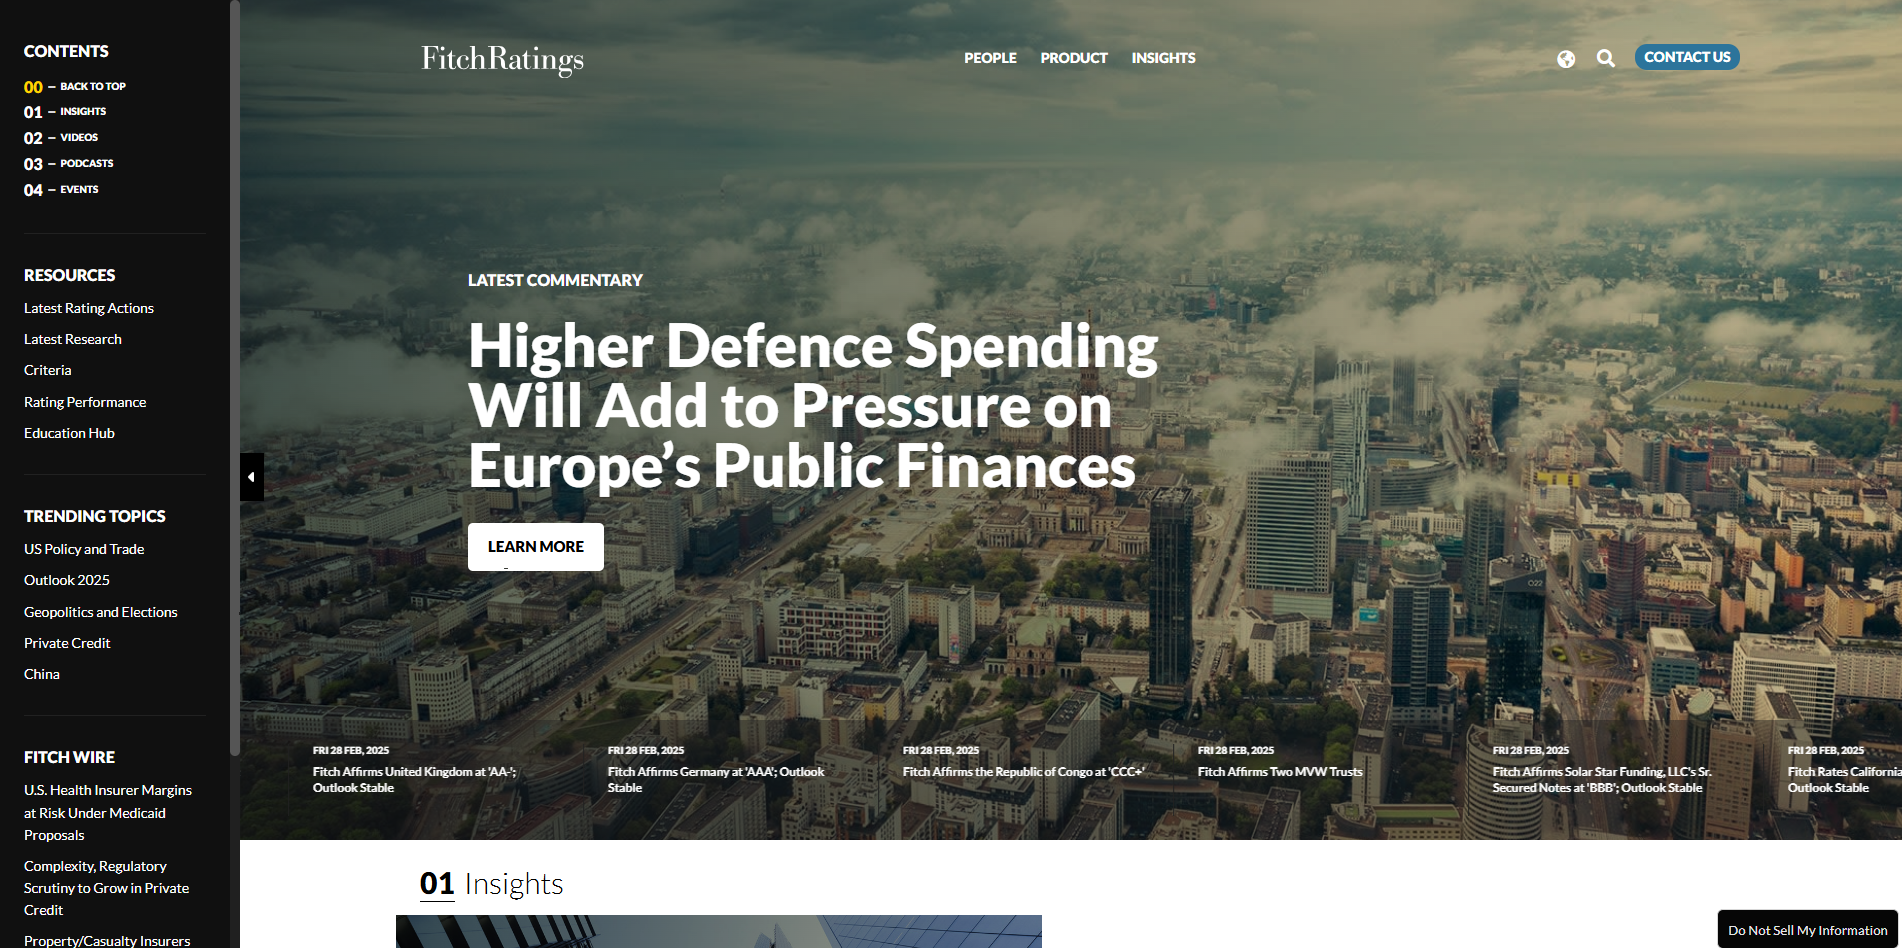 CONTENTS
00 – BACK TO TOP
01 – INSIGHTS
02 – VIDEOS
03 – PODCASTS
04 – EVENTS
RESOURCES
Latest Rating Actions
Latest Research
Criteria
Rating Performance
Education Hub
TRENDING TOPICS
US Policy and Trade
Outlook 2025
Geopolitics and Elections
Private Credit
China
FITCH WIRE
U.S. Health Insurer Margins
at Risk Under Medicaid
Proposals
Complexity, Regulatory
Scrutiny to Grow in Private
Credit
Property/Casualty Insurers
FitchRatings
PEOPLE
PRODUCT
INSIGHTS
CONTACT US
LATEST COMMENTARY
Higher Defence Spending
Will Add to Pressure on
Europe’s Public Finances
LEARN MORE
O22
FRI 28 FEB, 2025
Fitch Affirms United Kingdom at 'AA-';
Outlook Stable
FRI 28 FEB, 2025
Fitch Affirms Germany at 'AAA'; Outlook
Stable
FRI 28 FEB, 2025
Fitch Affirms the Republic of Congo at 'CCC+'
FRI 28 FEB, 2025
Fitch Affirms Two MVW Trusts
FRI 28 FEB, 2025
Fitch Affirms Solar Star Funding, LLC's Sr.
Secured Notes at 'BBB'; Outlook Stable
FRI 28 FEB, 2025
Fitch Rates California
Outlook Stable
01 Insights
Do Not Sell My Information